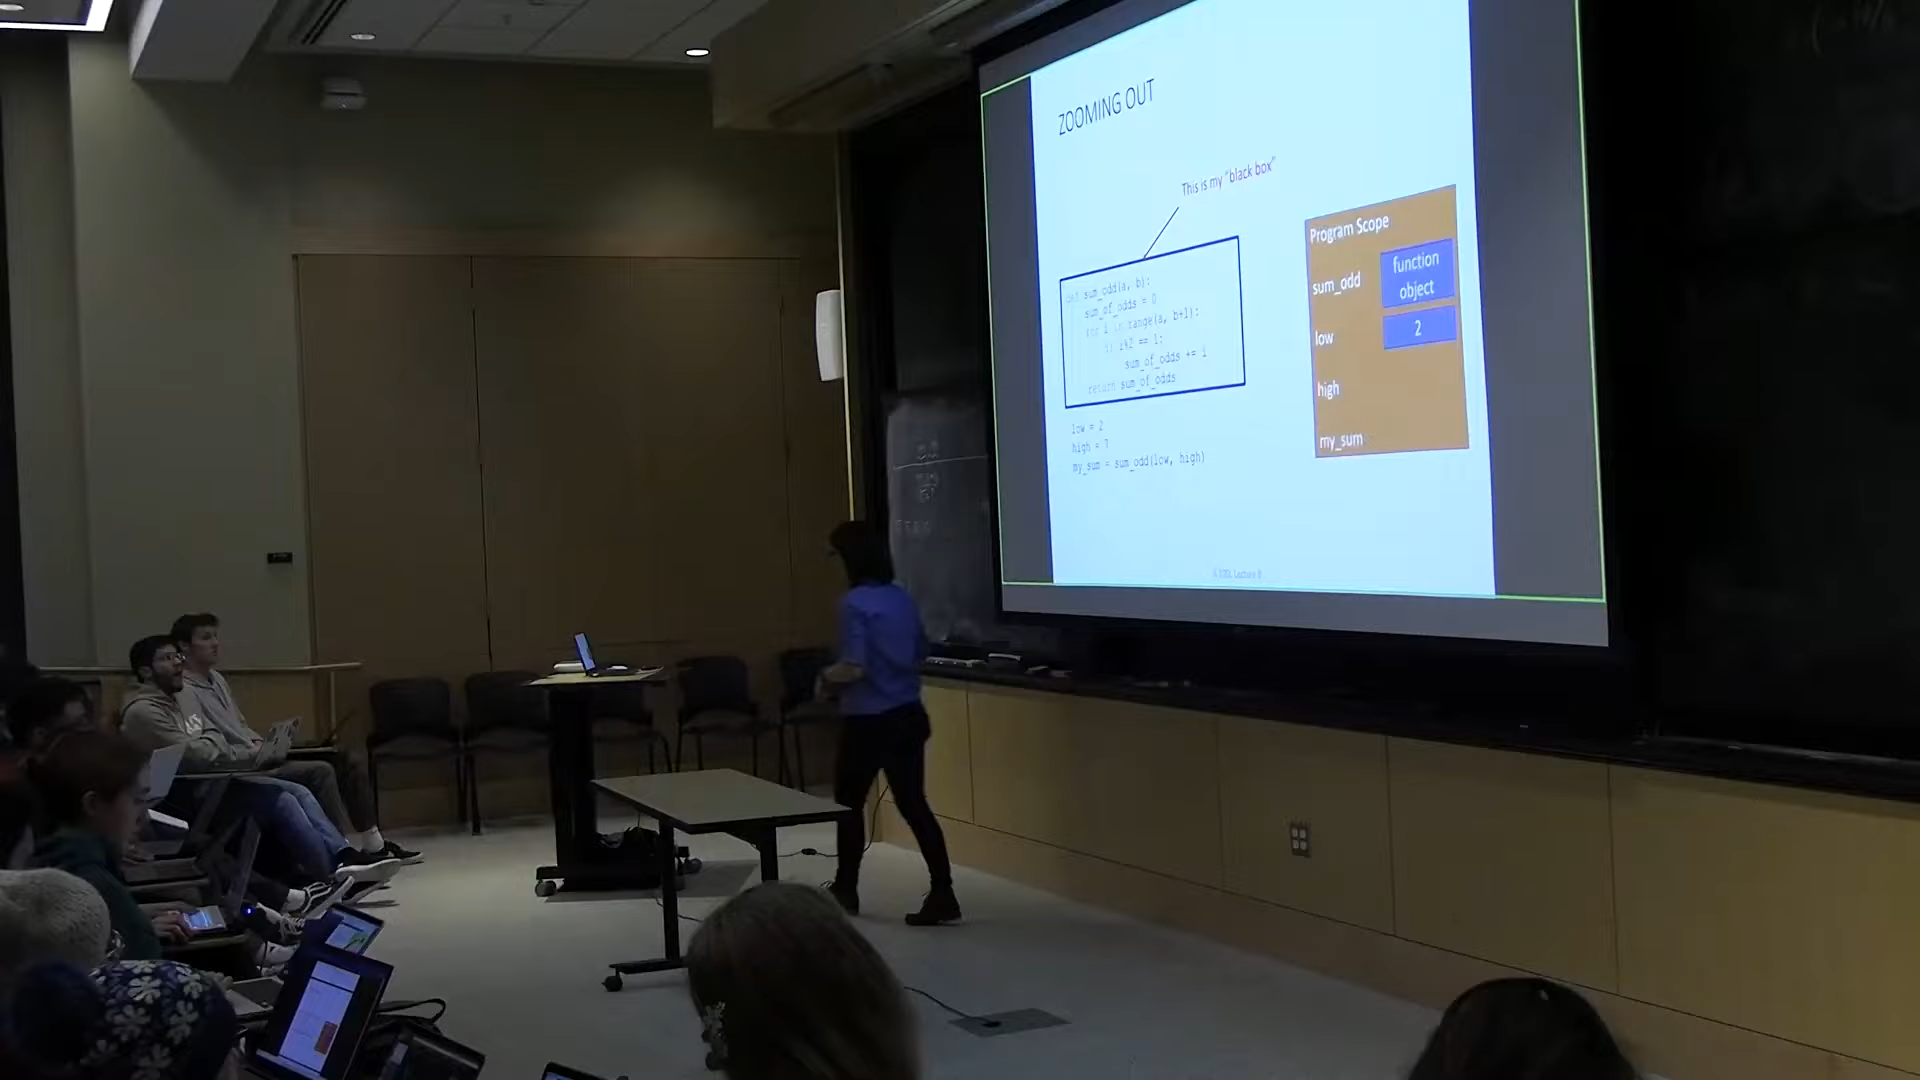 ZOOMING OUT
This is my "black box"
def sum_odd(a, b):
sum_of_odds = 0
for i in range(a, b+1):
if i%2 == 1:
sum_of_odds += i
return sum_of_odds
low = 2
high = 7
my_sum = sum_odd(low, high)
Program Scope
sum_odd
function
object
low
2
high
my_sum
Lecture 8